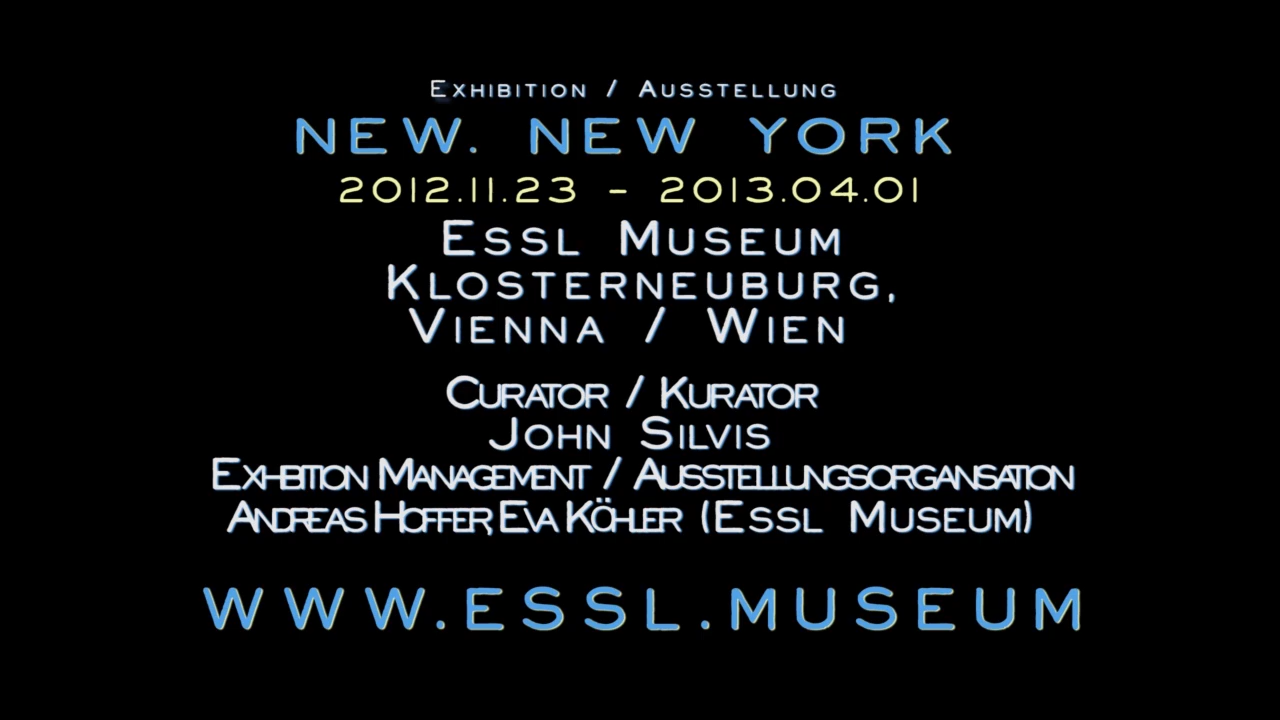 Exhibition / Ausstellung
NEW. NEW YORK
2012.11.23 - 2013.04.01
Essl Museum
Klosterneuburg,
Vienna / Wien
Curator / Kurator
John Silvis
Exhbition Management / Ausstellungsorgansation
Andreas Hoffer, Eva Köhler (Essl Museum)
WWW.ESSL.MUSEUM